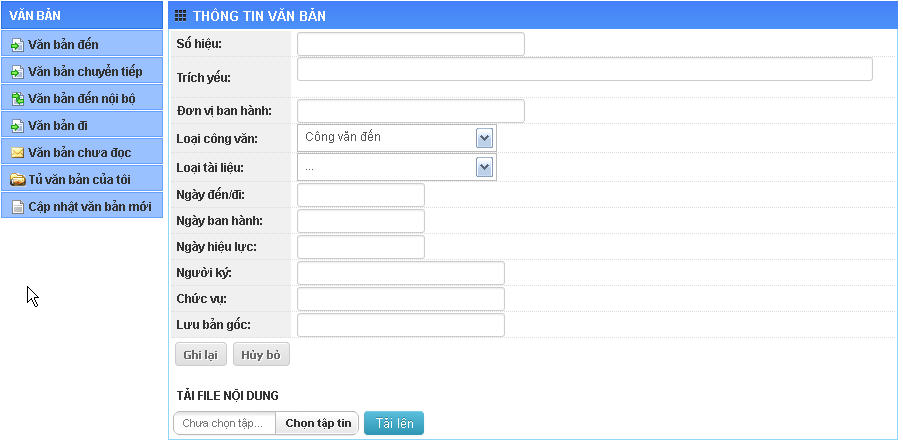 VĂN BẢN
Văn bản đến
Văn bản chuyển tiếp
Văn bản đến nội bộ
Văn bản đi
Văn bản chưa đọc
Tủ văn bản của tôi
Cập nhật văn bản mới
THÔNG TIN VĂN BẢN
Số hiệu:
Trích yếu:
Đơn vị ban hành:
Loại công văn: Công văn đến
Loại tài liệu: ...
Ngày đến/đi:
Ngày ban hành:
Ngày hiệu lực:
Người ký:
Chức vụ:
Lưu bản gốc:
Ghi lại Hủy bỏ
TẢI FILE NỘI DUNG
Chưa chọn tập... Chọn tập tin Tải lên